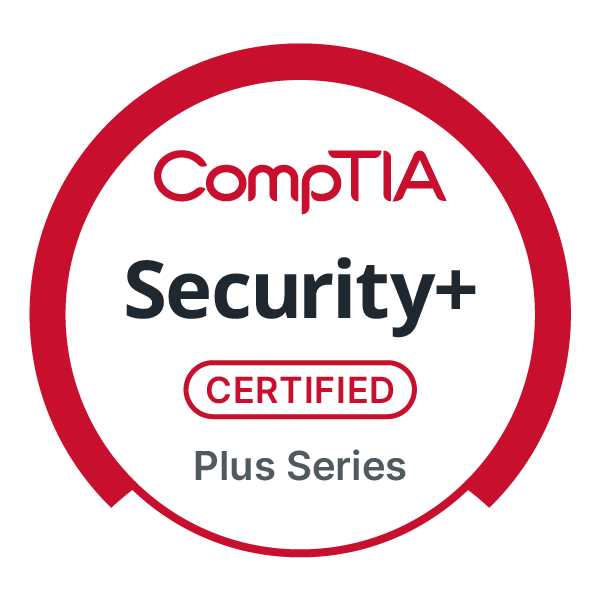 CompTIA
Security+
CERTIFIED
Plus Series